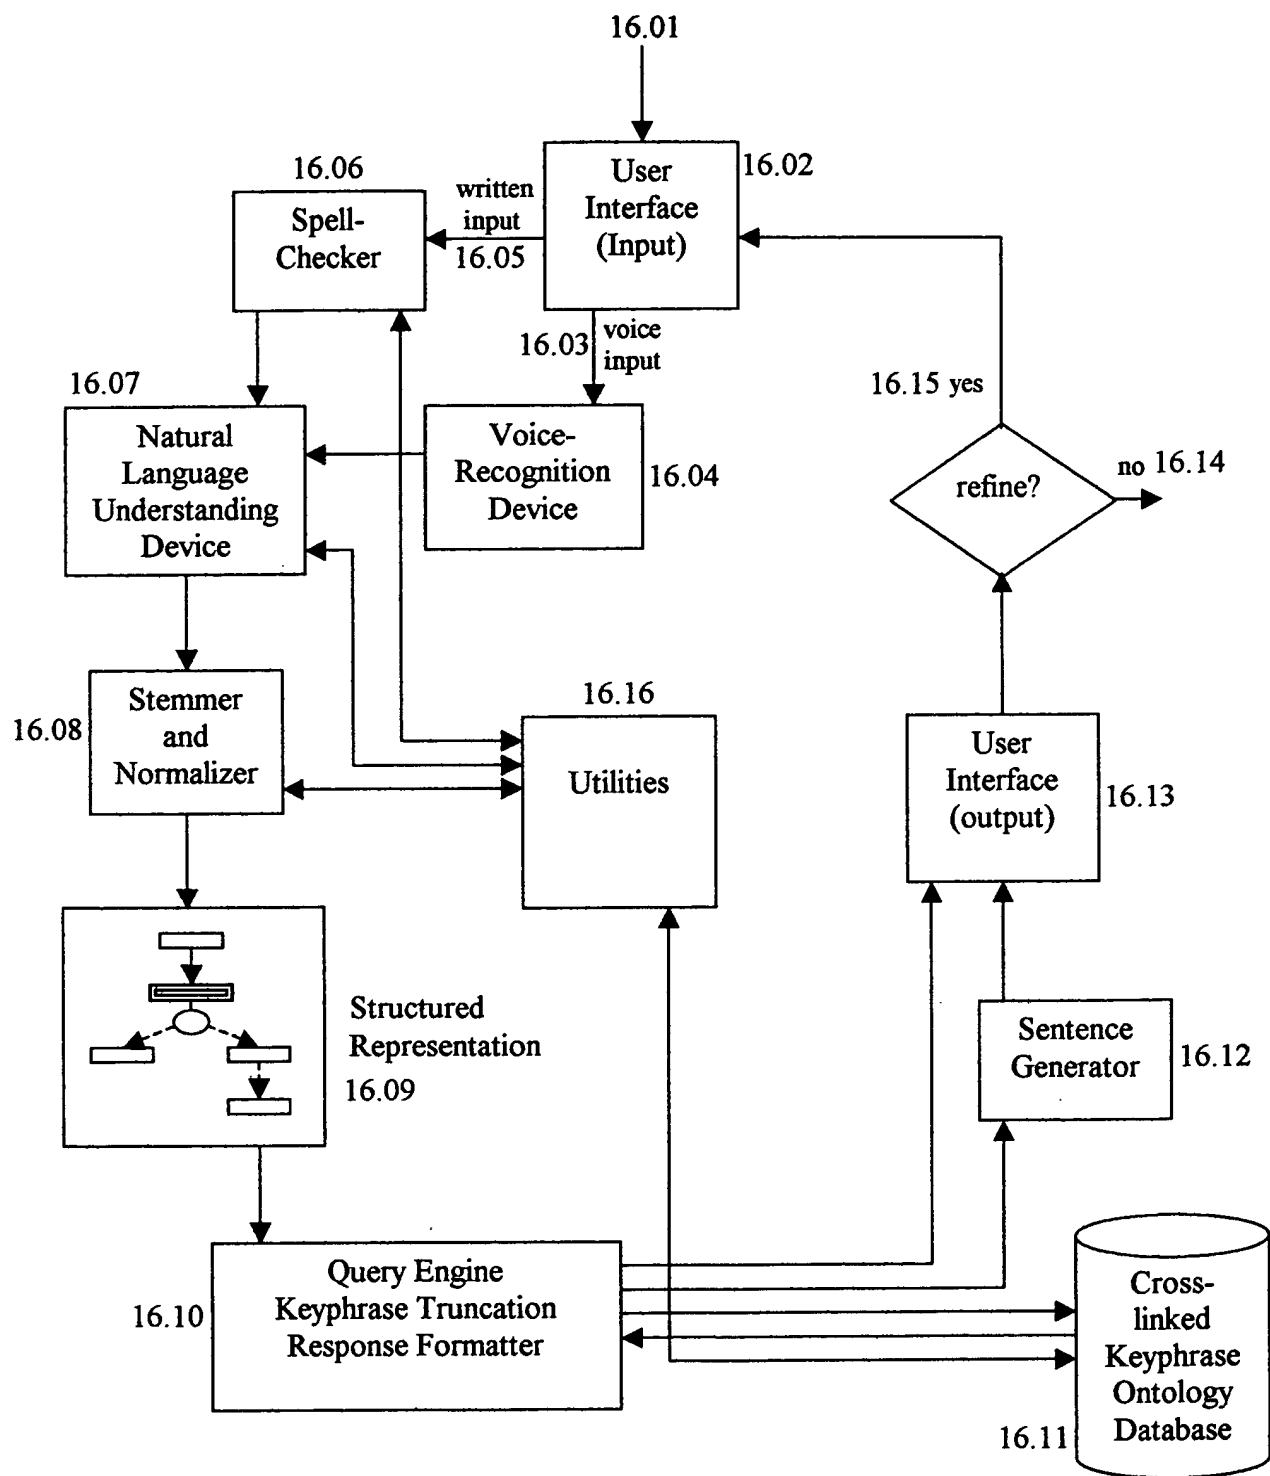 16.01
User
Interface
(Input)
16.02
16.06
Spell-
Checker
written
input
16.05
16.03
voice
input
16.07
Natural
Language
Understanding
Device
Voice-
Recognition
Device
16.04
16.15 yes
refine?
no 16.14
16.08
Stemmer
and
Normalizer
16.16
Utilities
User
Interface
(output)
16.13
Structured
Representation
16.09
Sentence
Generator
16.12
16.10
Query Engine
Keyphrase Truncation
Response Formatter
Cross-
linked
Keyphrase
Ontology
Database
16.11